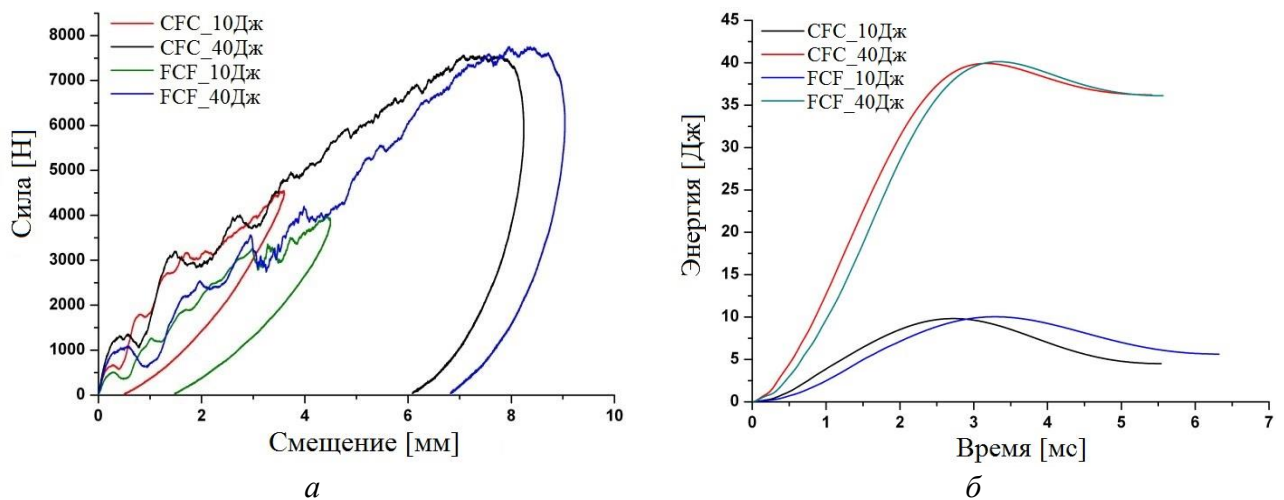 CFC_10Дж
CFC_40Дж
FCF_10Дж
FCF_40Дж
8000
7000
6000
5000
4000
3000
2000
1000
0
Сила [Н]
0 2 4 6 8 10
Смещение [мм]
а
CFC_10Дж
CFC_40Дж
FCF_10Дж
FCF_40Дж
45
40
35
30
25
20
15
10
5
0
Энергия [Дж]
0 1 2 3 4 5 6 7
Время [мс]
б